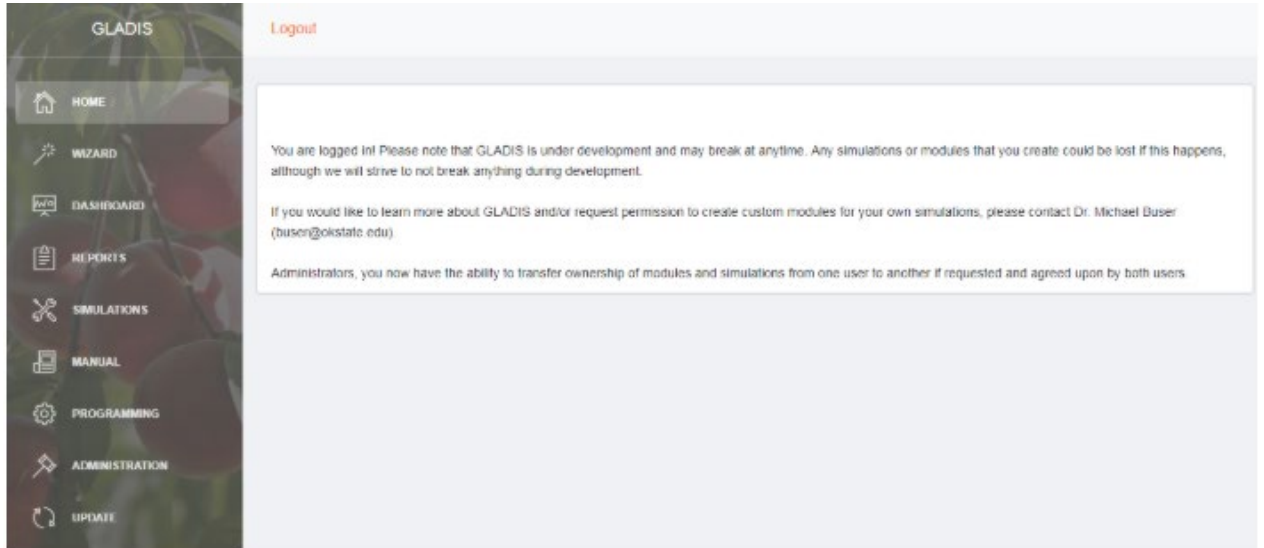 GLADIS
Logout
HOME
WIZARD
DASHBOARD
REPORTS
SIMULATIONS
MANUAL
PROGRAMMING
ADMINISTRATION
UPDATE
You are logged in! Please note that GLADIS is under development and may break at anytime. Any simulations or modules that you create could be lost if this happens,
although we will strive to not break anything during development.
If you would like to learn more about GLADIS and/or request permission to create custom modules for your own simulations, please contact Dr. Michael Buser
(buser@okstate.edu)
Administrators, you now have the ability to transfer ownership of modules and simulations from one user to another if requested and agreed upon by both users